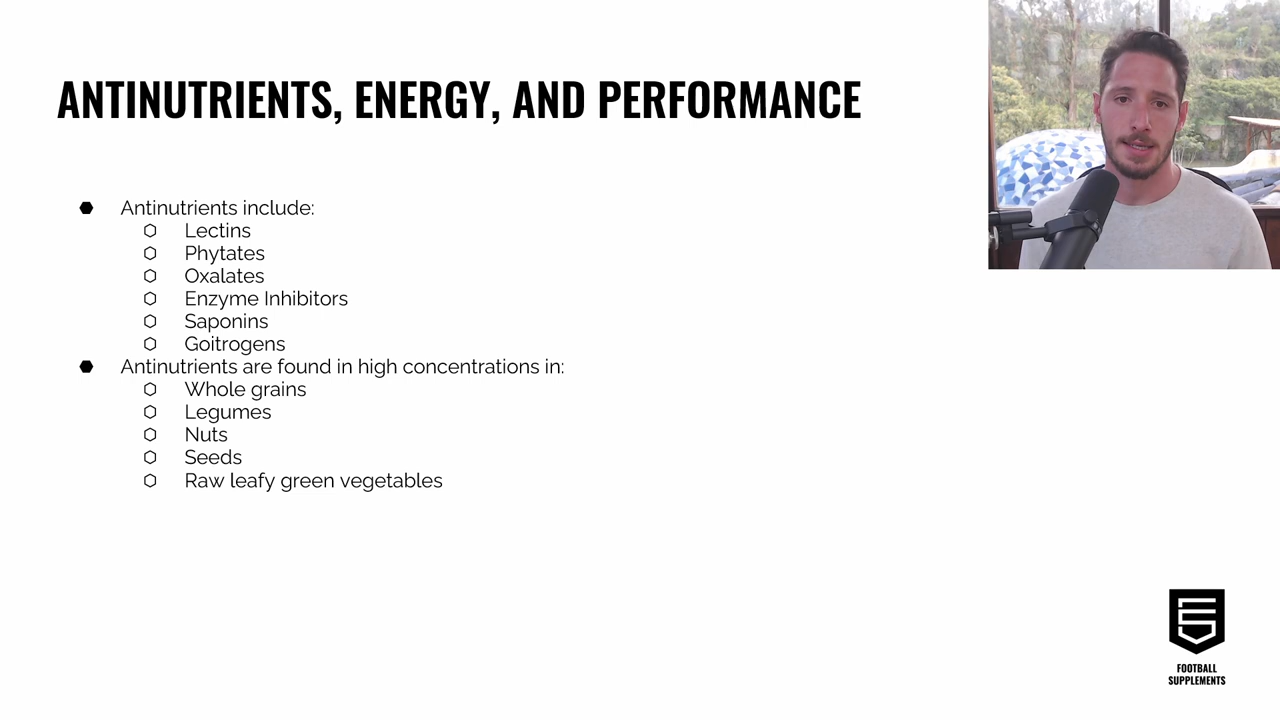 ANTINUTRIENTS, ENERGY, AND PERFORMANCE
Antinutrients include:
Lectins
Phytates
Oxalates
Enzyme Inhibitors
Saponins
Goitrogens
Antinutrients are found in high concentrations in:
Whole grains
Legumes
Nuts
Seeds
Raw leafy green vegetables
FOOTBALL
SUPPLEMENTS